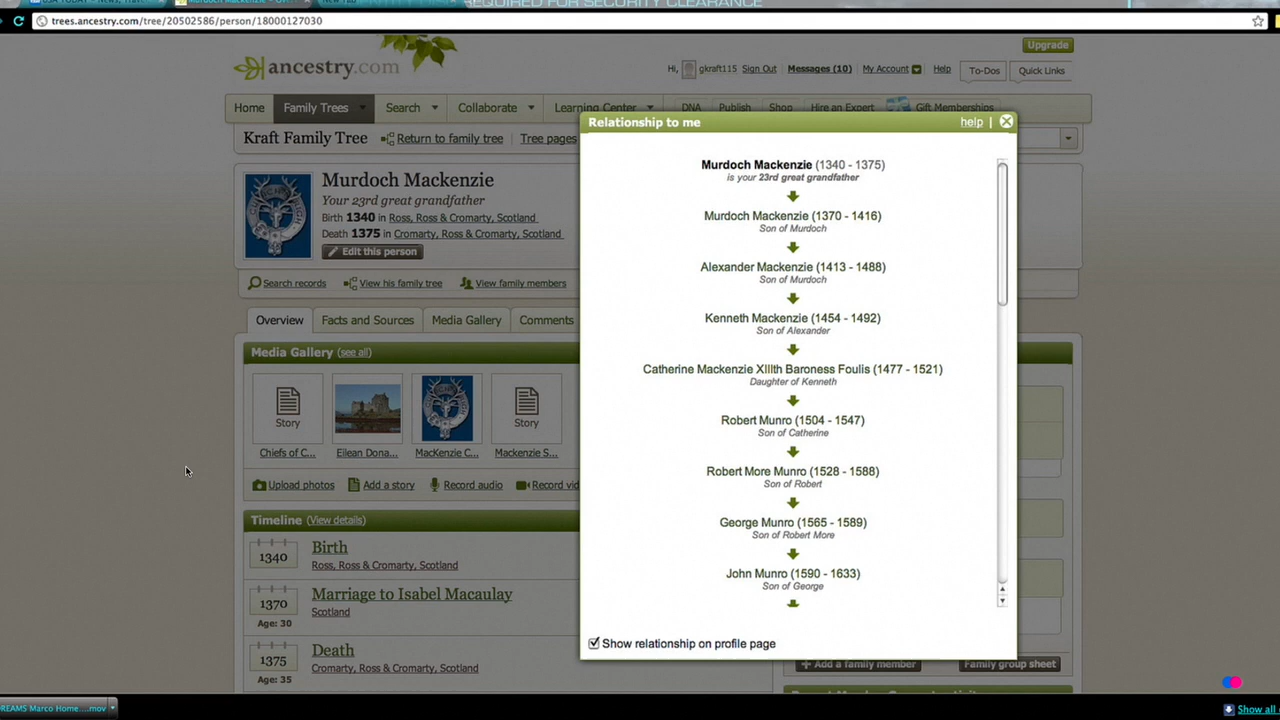 REQUIRED FOR SECURITY CLEARANCE
trees.ancestry.com/tree/20502586/person/18000127030
Upgrade
ancestry.com
Hi, gkraft115 Sign Out Messages (10) My Account Help To-Dos Quick Links
Home Family Trees Search Collaborate Learning Center DNA Publish Shop Hire an Expert Gift Memberships
Kraft Family Tree Return to family tree Tree pages
Murdoch Mackenzie
Your 23rd great grandfather
Birth 1340 in Ross, Ross & Cromarty, Scotland
Death 1375 in Cromarty, Ross & Cromarty, Scotland
Edit this person
Search records View his family tree View family members
Overview Facts and Sources Media Gallery Comments
Media Gallery (see all)
Story
Story
Chiefs of C... Eilean Dona... MacKenzie C... Mackenzie S...
Upload photos Add a story Record audio Record vid
Timeline (View details)
1340 Birth
Ross, Ross & Cromarty, Scotland
1370 Marriage to Isabel Macaulay
Scotland
Age: 30
1375 Death
Cromarty, Ross & Cromarty, Scotland
Age: 35
Relationship to me help |
Murdoch Mackenzie (1340 - 1375)
is your 23rd great grandfather
Murdoch Mackenzie (1370 - 1416)
Son of Murdoch
Alexander Mackenzie (1413 - 1488)
Son of Murdoch
Kenneth Mackenzie (1454 - 1492)
Son of Alexander
Catherine Mackenzie XIIIth Baroness Foulis (1477 - 1521)
Daughter of Kenneth
Robert Munro (1504 - 1547)
Son of Catherine
Robert More Munro (1528 - 1588)
Son of Robert
George Munro (1565 - 1589)
Son of Robert More
John Munro (1590 - 1633)
Son of George
Show relationship on profile page
Add a family member Family group sheet
DREAMS Marco Home....mov
Show all